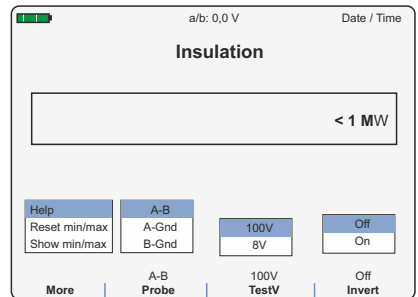 a/b: 0,0 V Date / Time
Insulation
< 1 MW
Help
Reset min/max
Show min/max
A-B
A-Gnd
B-Gnd
100V
8V
Off
On
A-B 100V Off
More Probe TestV Invert